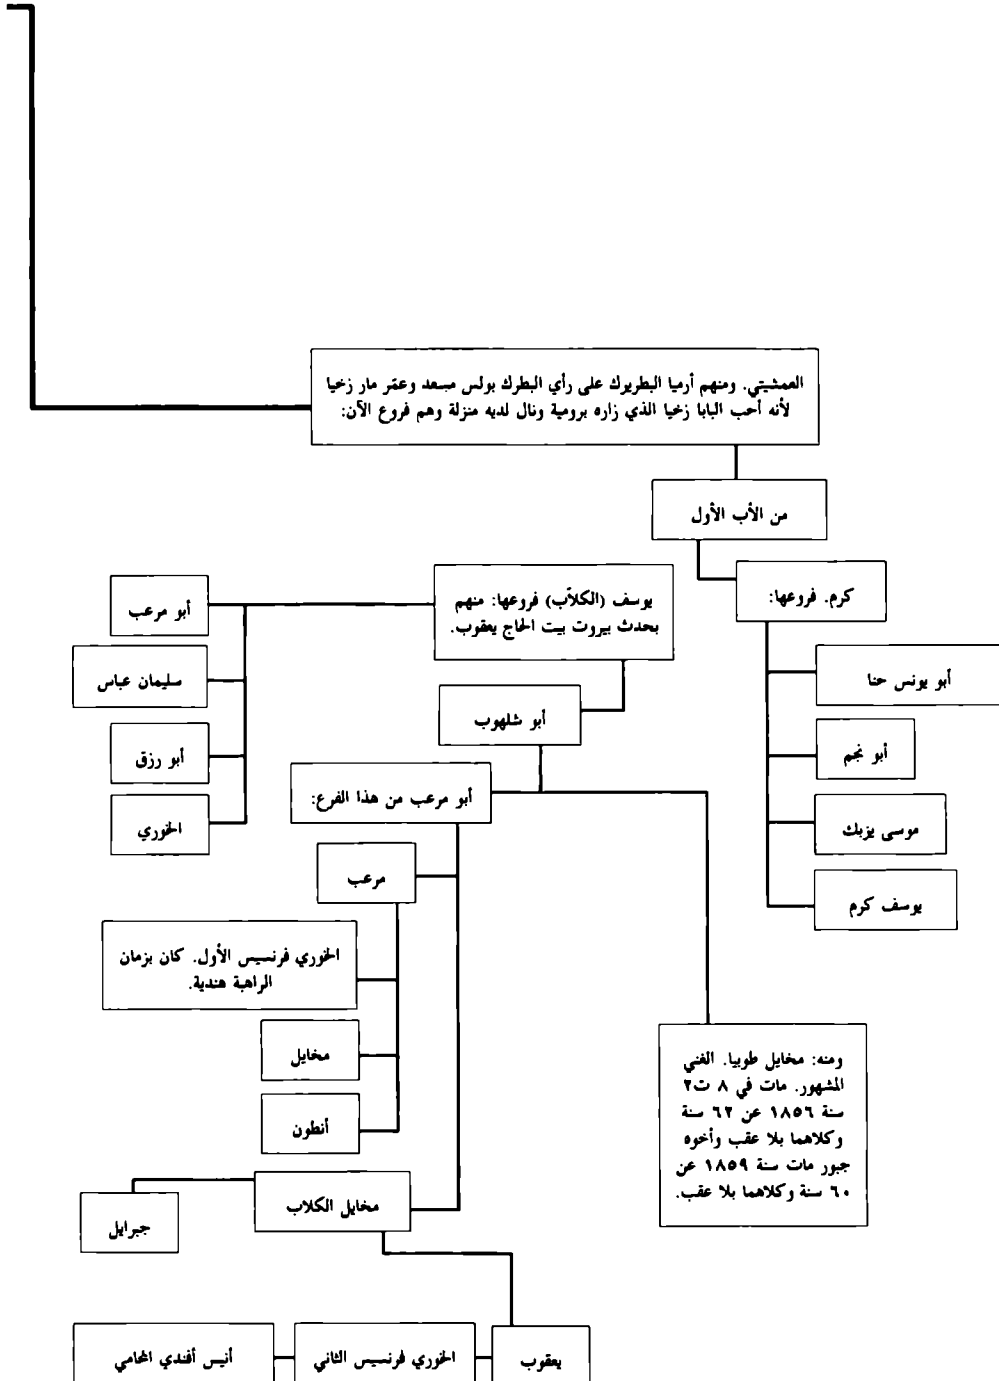 العمشيتي. ومنهم أرميا البطريوك على رأي البطرك بولس مسعد وعمّر مار زخيا
لأنه أحب البابا زخيا الذي زاره برومية ونال لديه منزلة وهم فروع الآن:
من الأب الأول
كرم. فروعها:
أبو يونس حنا
أبو نجم
موسى يزبك
يوسف كرم
يوسف (الكلاّب) فروعها: منهم
بحدث بيروت بيت الحاج يعقوب.
أبو مرعب
سليمان عباس
أبو رزق
الخوري
أبو شلهوب
أبو مرعب من هذا الفرع:
مرعب
الخوري فرنسيس الأول. كان بزمان
الراهبة هندية.
مخايل
أنطون
ومنه: مخايل طوبيا. الغني
المشهور. مات في ٨ ت٢
سنة ١٨٥٦ عن ٦٢ سنة
وكلاهما بلا عقب وأخوه
جبور مات سنة ١٨٥٩ عن
٦٠ سنة وكلاهما بلا عقب.
مخايل الكلاب
جبرايل
يعقوب
الخوري فرنسيس الثاني
أنيس أفندي المحامي